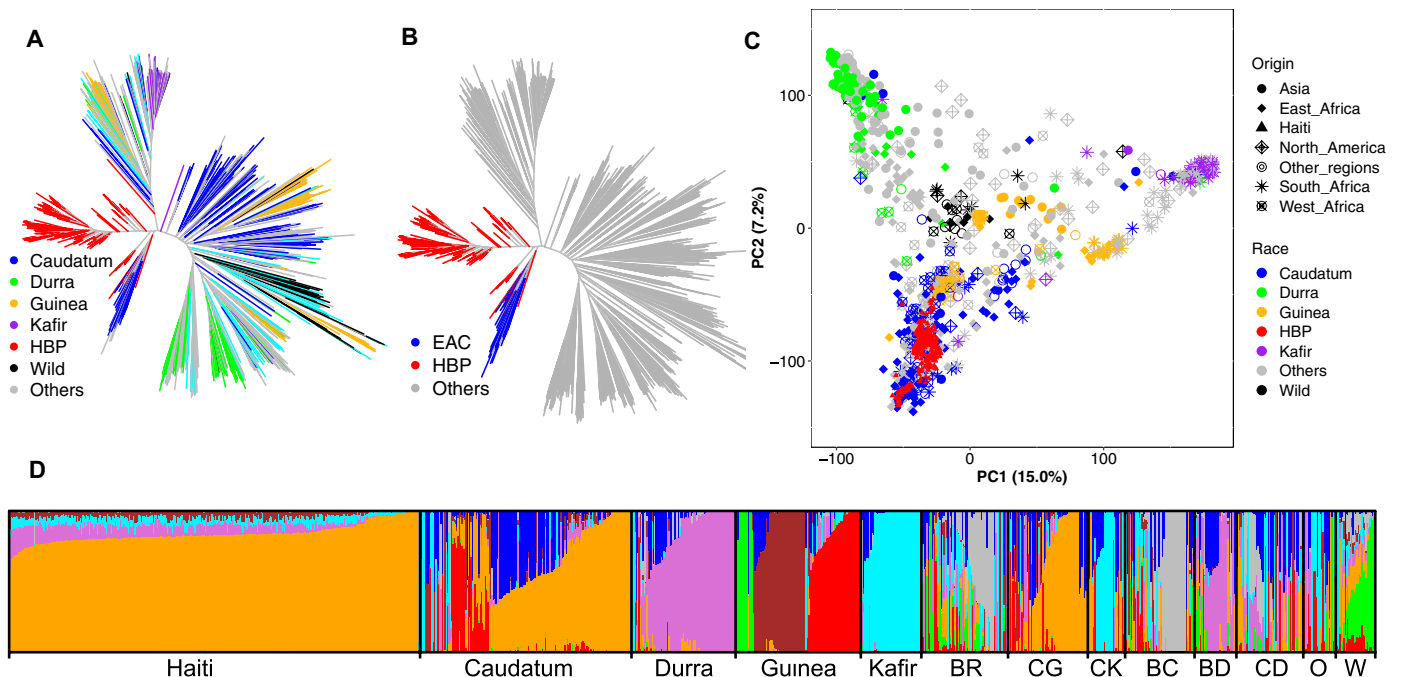 A
Caudatum
Durra
Guinea
Kafir
HBP
Wild
Others
B
EAC
HBP
Others
C
PC2 (7.2%)
100
0
−100
−100
0
100
PC1 (15.0%)
Origin
Asia
East_Africa
Haiti
North_America
Other_regions
South_Africa
West_Africa
Race
Caudatum
Durra
Guinea
HBP
Kafir
Others
Wild
D
Haiti Caudatum Durra Guinea Kafir BR CG CK BC BD CD O W